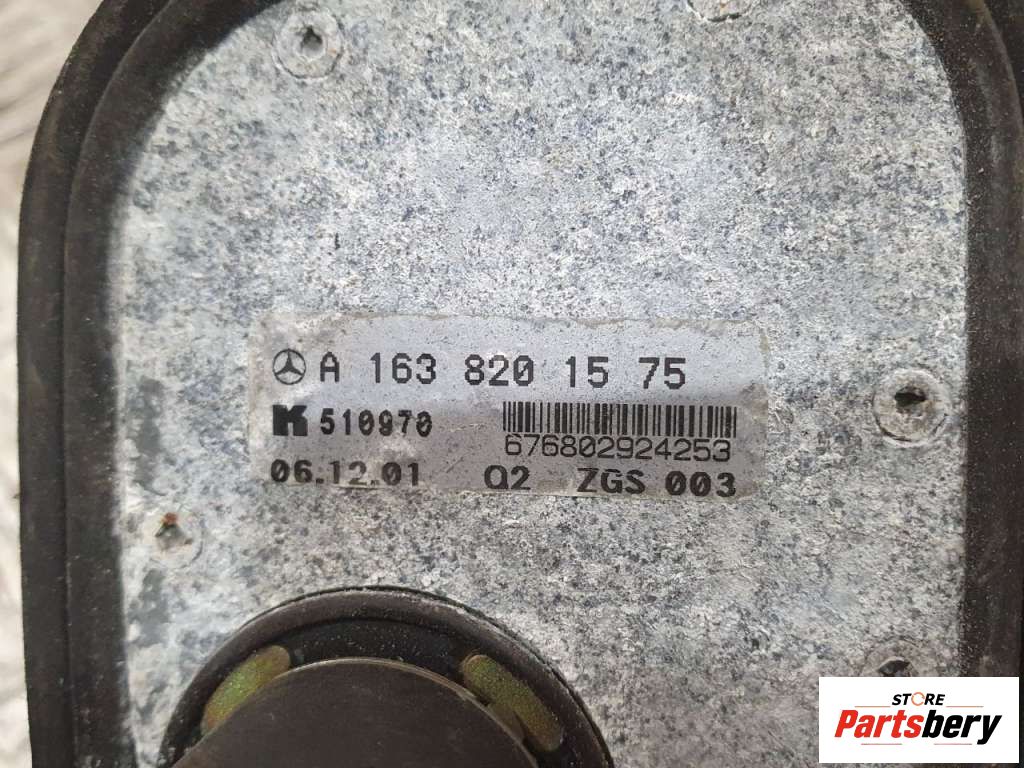 A 163 820 15 75
K 510970
676802924253
06.12.01 Q2 ZGS 003
STORE
Partsbery